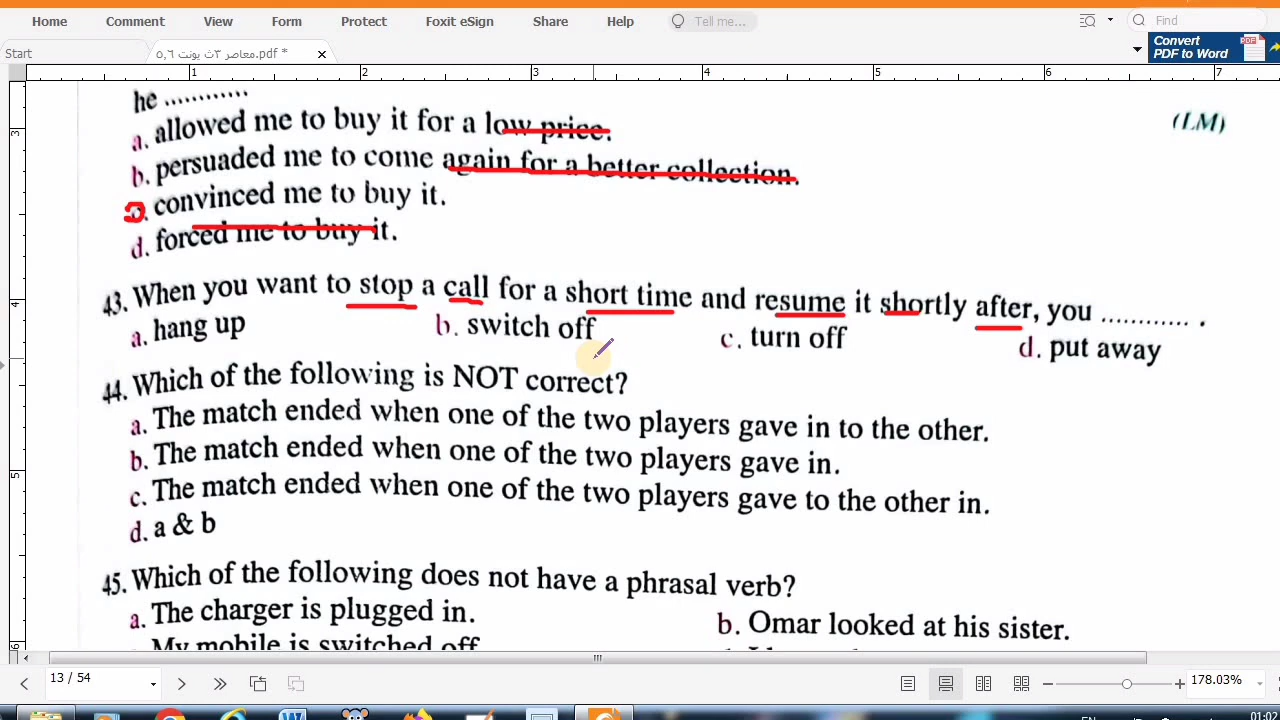 Home Comment View Form Protect Foxit eSign Share Help Tell me... Find
Start معاصر ٣ث يونت ٥,٦.pdf * Convert PDF to Word
1 2 3 4 5 6 7
he ............
a. allowed me to buy it for a low price. (LM)
b. persuaded me to come again for a better collection.
c. convinced me to buy it.
d. forced me to buy it.
43. When you want to stop a call for a short time and resume it shortly after, you ............ .
a. hang up b. switch off c. turn off d. put away
44. Which of the following is NOT correct?
a. The match ended when one of the two players gave in to the other.
b. The match ended when one of the two players gave in.
c. The match ended when one of the two players gave to the other in.
d. a & b
45. Which of the following does not have a phrasal verb?
a. The charger is plugged in. b. Omar looked at his sister.
My mobile is switched off
13 / 54 178.03%
EN 01:02